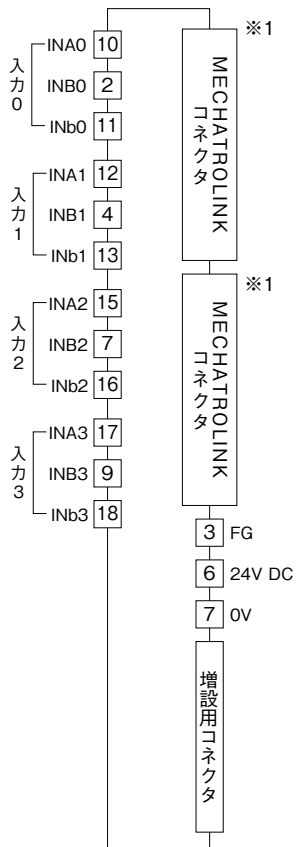 入力0
INA0 10
INB0 2
INb0 11
入力1
INA1 12
INB1 4
INb1 13
入力2
INA2 15
INB2 7
INb2 16
入力3
INA3 17
INB3 9
INb3 18
※1
MECHATROLINK
コネクタ
※1
MECHATROLINK
コネクタ
3 FG
6 24V DC
7 0V
増設用コネクタ